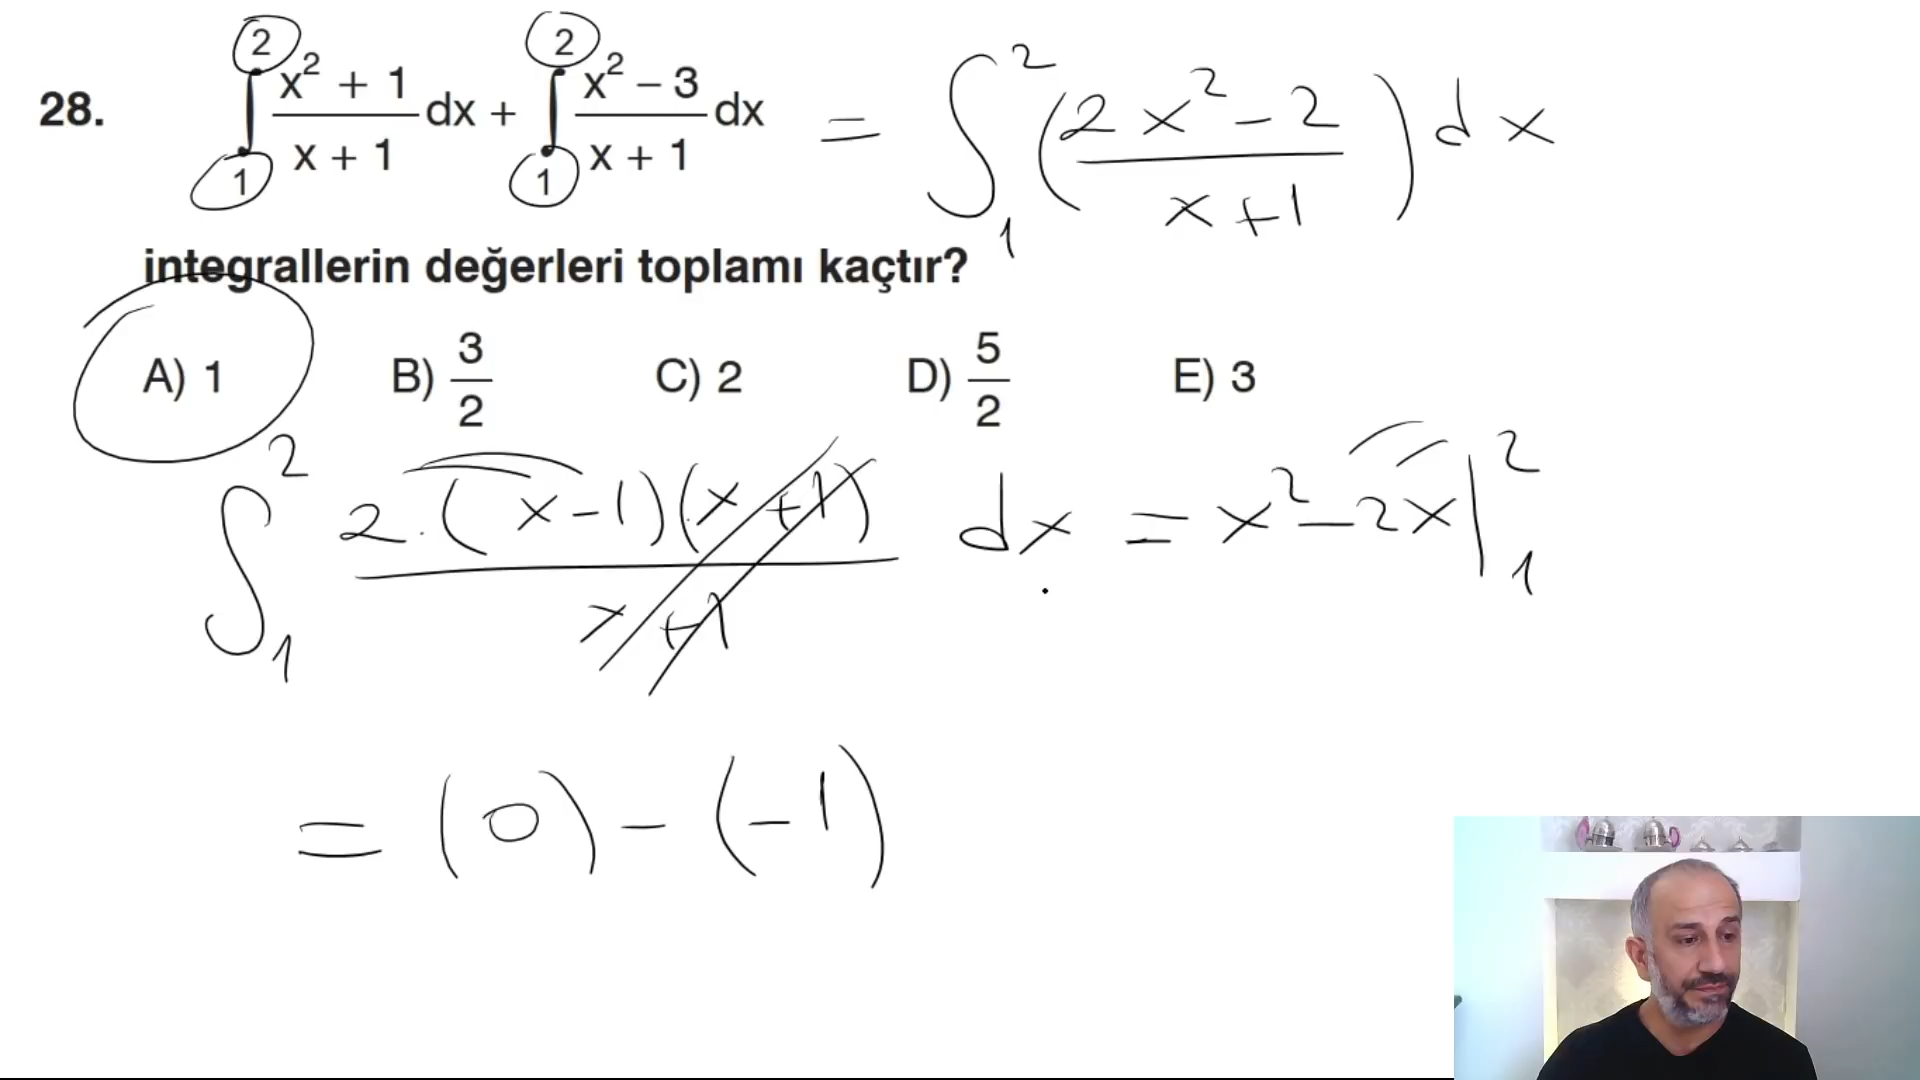 28. ∫₁² (x² + 1)/(x + 1) dx + ∫₁² (x² − 3)/(x + 1) dx = ∫₁² (2x² − 2)/(x + 1) dx
integrallerin değerleri toplamı kaçtır?
A) 1 B) 3/2 C) 2 D) 5/2 E) 3
∫₁² 2.(x−1)(x+1)/(x+1) dx = x² − 2x |₁²
= (0) − (−1)